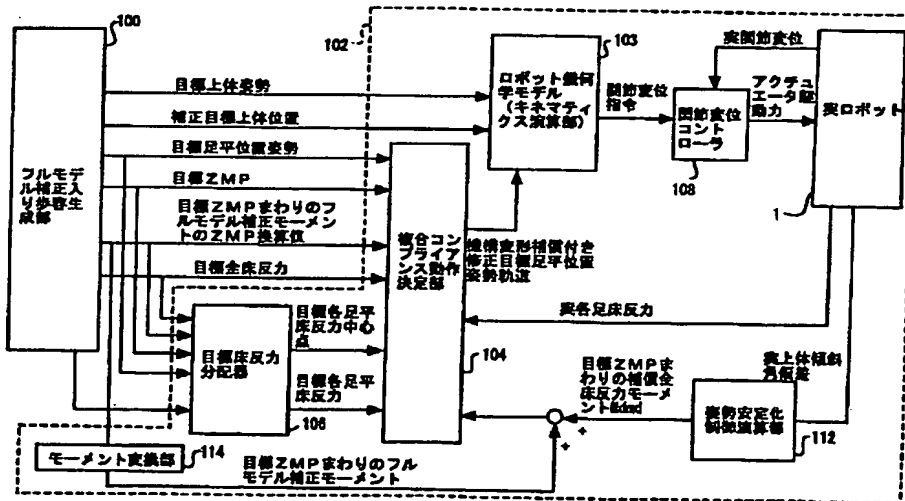 100
102
103
実関節変位
目標上体姿勢
ロボット幾何
学モデル
(キネマティ
クス演算部)
関節変位
指令
アクチュ
エータ駆
動力
実ロボット
補正目標上体位置
関節変位
コント
ローラ
108
1
目標足平位置姿勢
フルモデ
ル補正入
り歩容生
成部
目標ZMP
目標ZMPまわりのフ
ルモデル補正モーメン
トのZMP換算値
複合コン
プライア
ンス動作
決定部
機構変形補償付き
修正目標足平位置
姿勢軌道
目標全床反力
目標各足平
床反力中心
点
実各足床反力
目標床反力
分配器
104
目標各足平
床反力
106
目標ZMPま
わりの補償全
床反力モーメ
ントMdmd
実上体傾斜
角偏差
姿勢安定化
制御演算部
112
+
+
モーメント変換部
114
目標ZMPまわりのフル
モデル補正モーメント